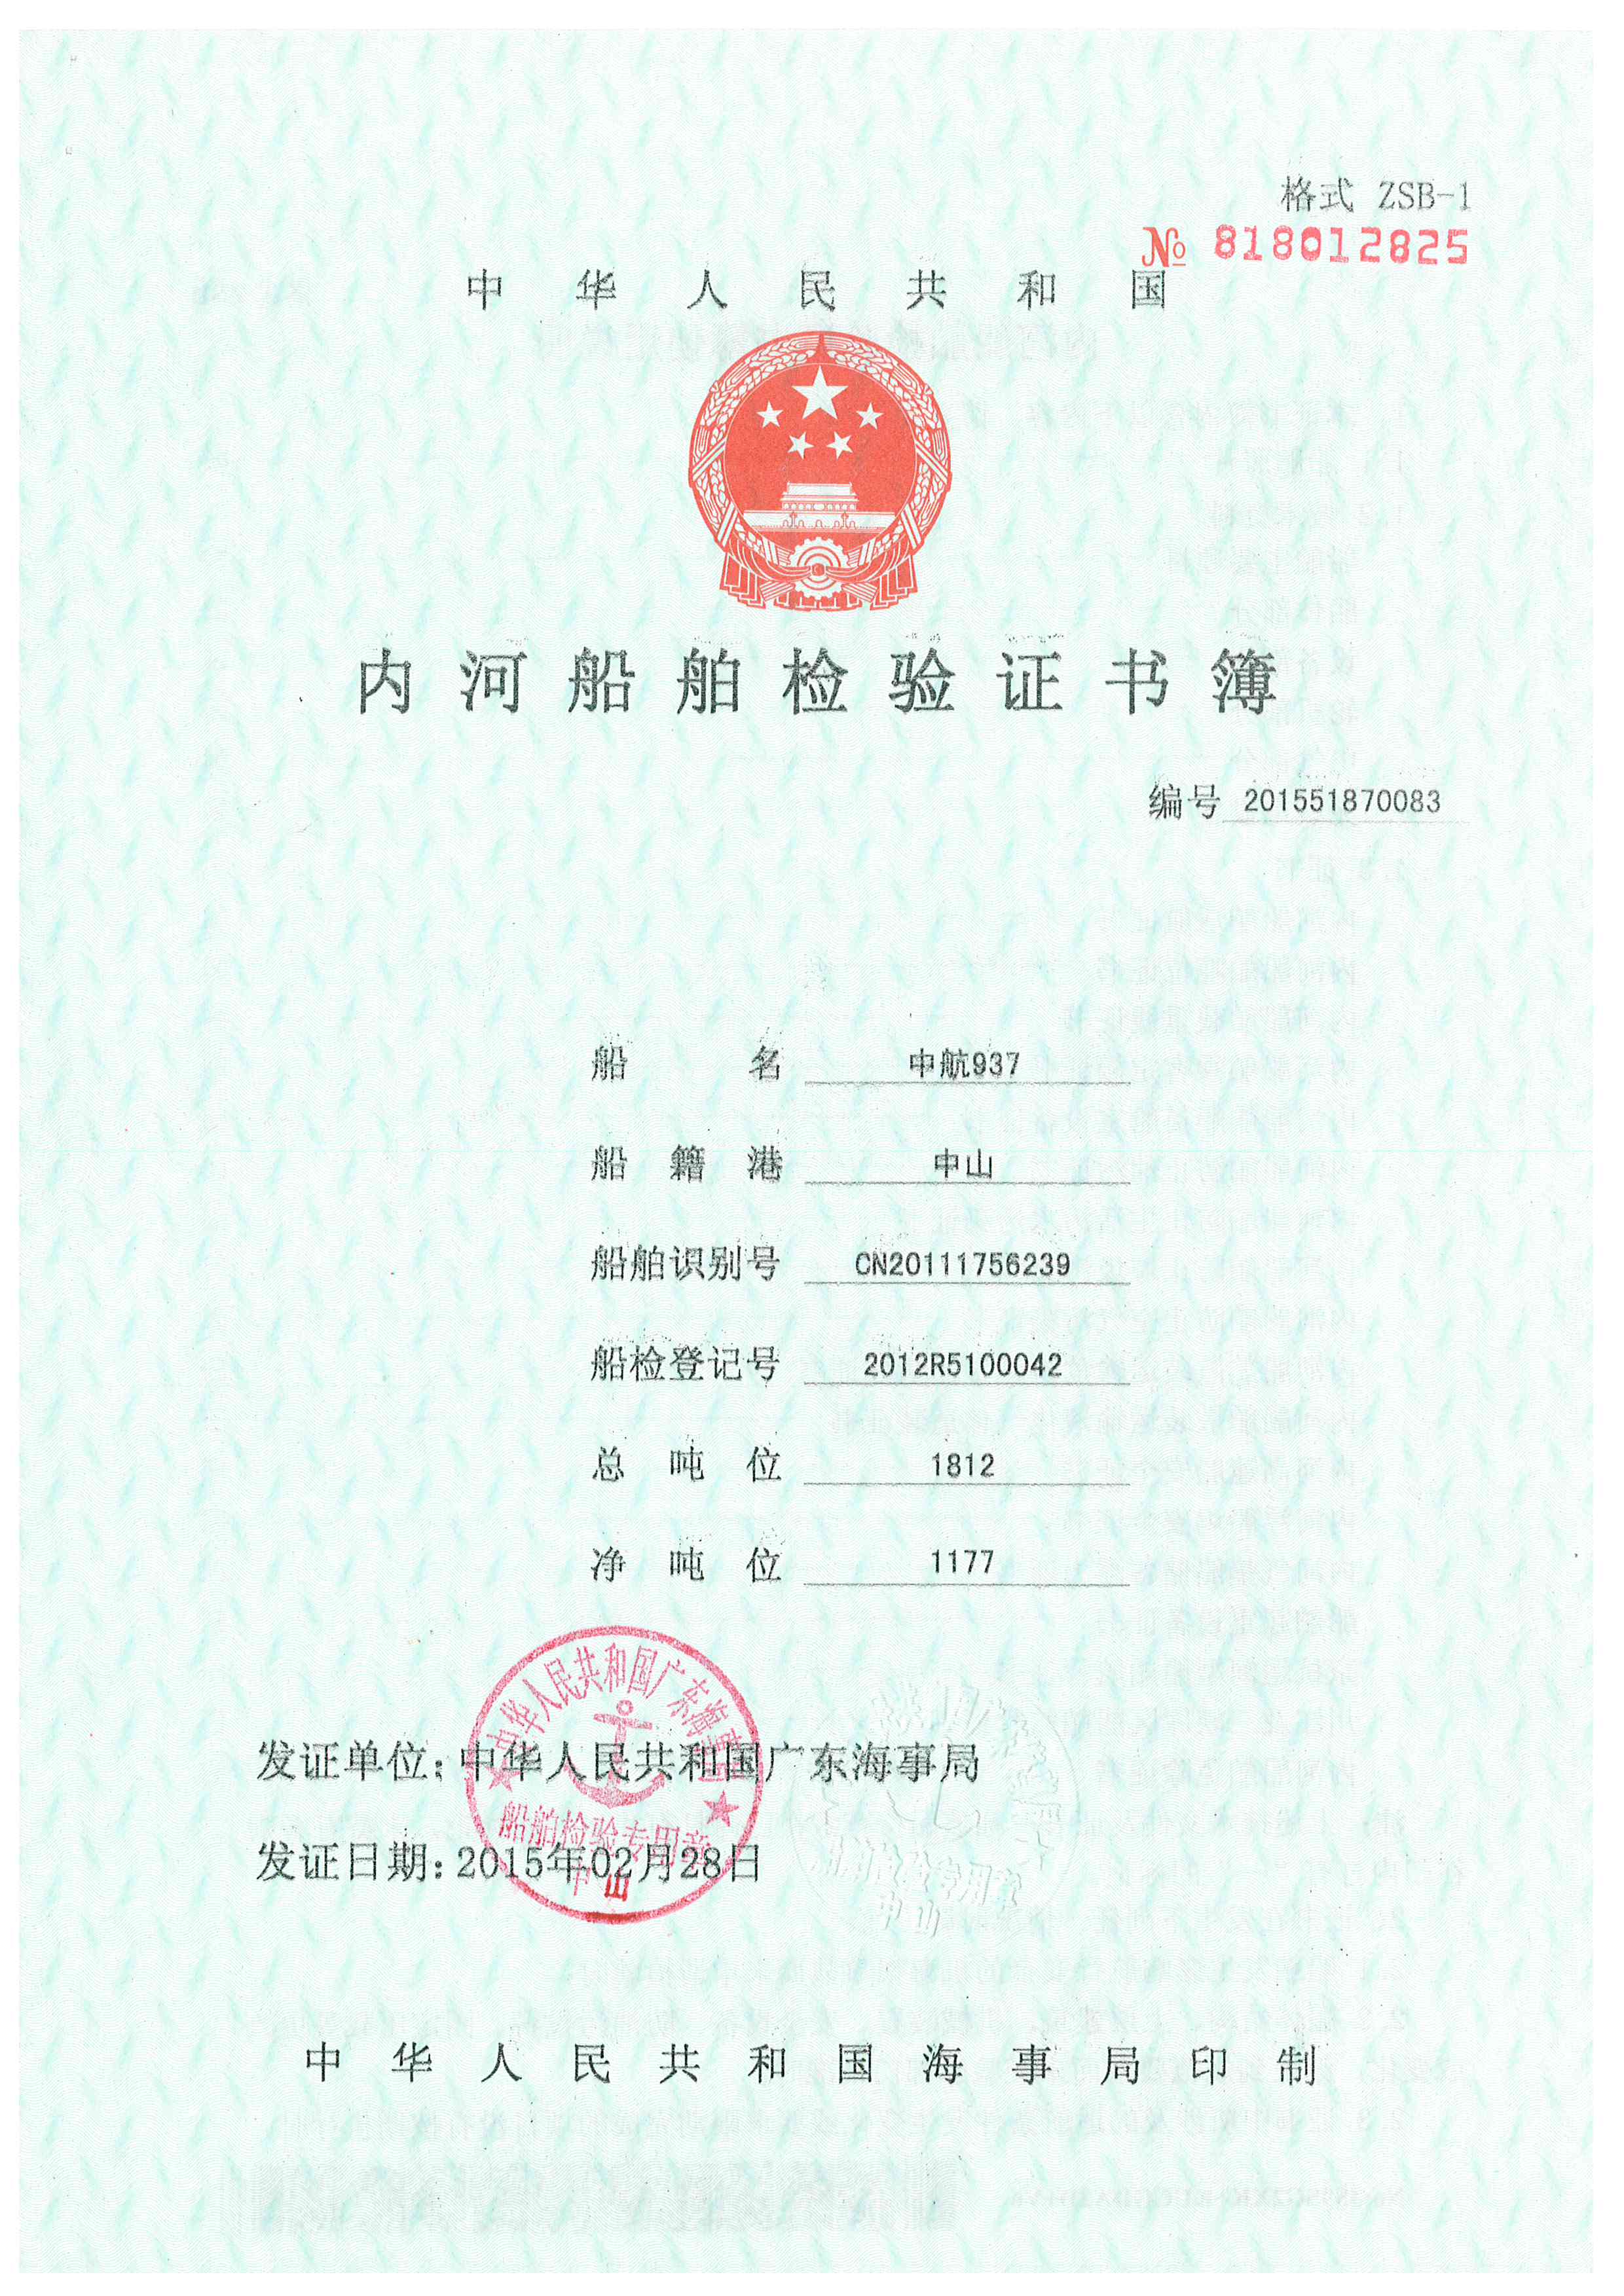 格式 ZSB-1
№ 818012825
中华人民共和国
内河船舶检验证书簿
编号 201551870083
船名 中航937
船籍港 中山
船舶识别号 CN20111756239
船检登记号 2012R5100042
总吨位 1812
净吨位 1177
中华人民共和国广东海事局
船舶检验专用章
中山
发证单位:中华人民共和国广东海事局
发证日期:2015年02月28日
中华人民共和国海事局印制